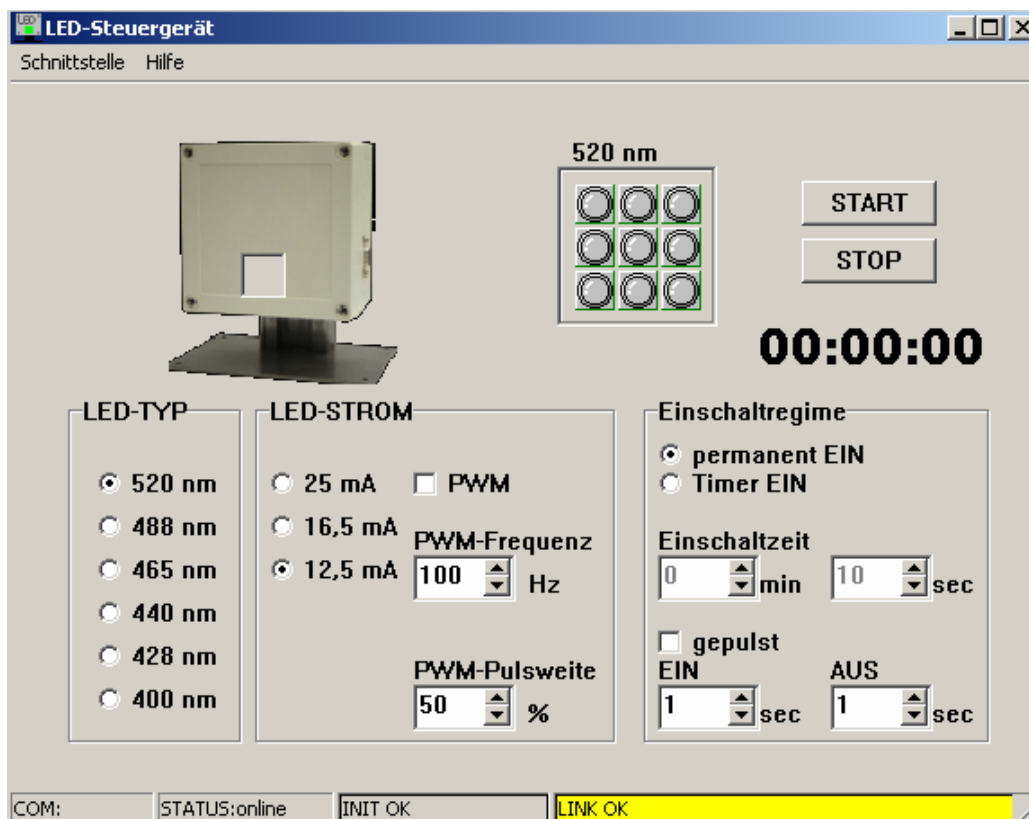 LED-Steuergerät
Schnittstelle Hilfe
520 nm
START
STOP
00:00:00
LED-TYP
520 nm
488 nm
465 nm
440 nm
428 nm
400 nm
LED-STROM
25 mA
16,5 mA
12,5 mA
PWM
PWM-Frequenz
100 Hz
PWM-Pulsweite
50 %
Einschaltregime
permanent EIN
Timer EIN
Einschaltzeit
0 min 10 sec
gepulst
EIN AUS
1 sec 1 sec
COM: STATUS:online INIT OK LINK OK